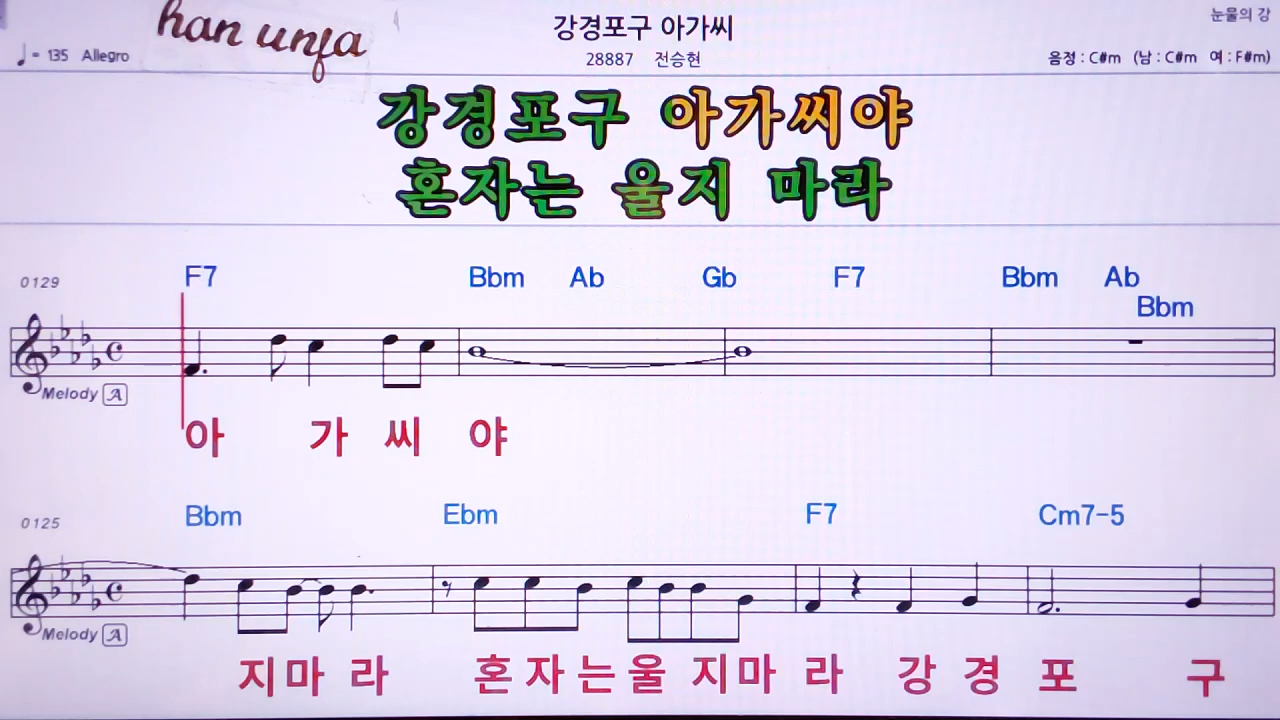 han unja
강경포구 아가씨
눈물의 강
♩= 135 Allegro
28887 전승현
음정 : C#m (남 : C#m 여 : F#m)
강경포구 아가씨야
혼자는 울지 마라
0129
F7 Bbm Ab Gb F7 Bbm Ab
Bbm
Melody A
아 가 씨 야
0125
Bbm Ebm F7 Cm7-5
Melody A
지마 라 혼자는울 지마 라 강 경 포 구